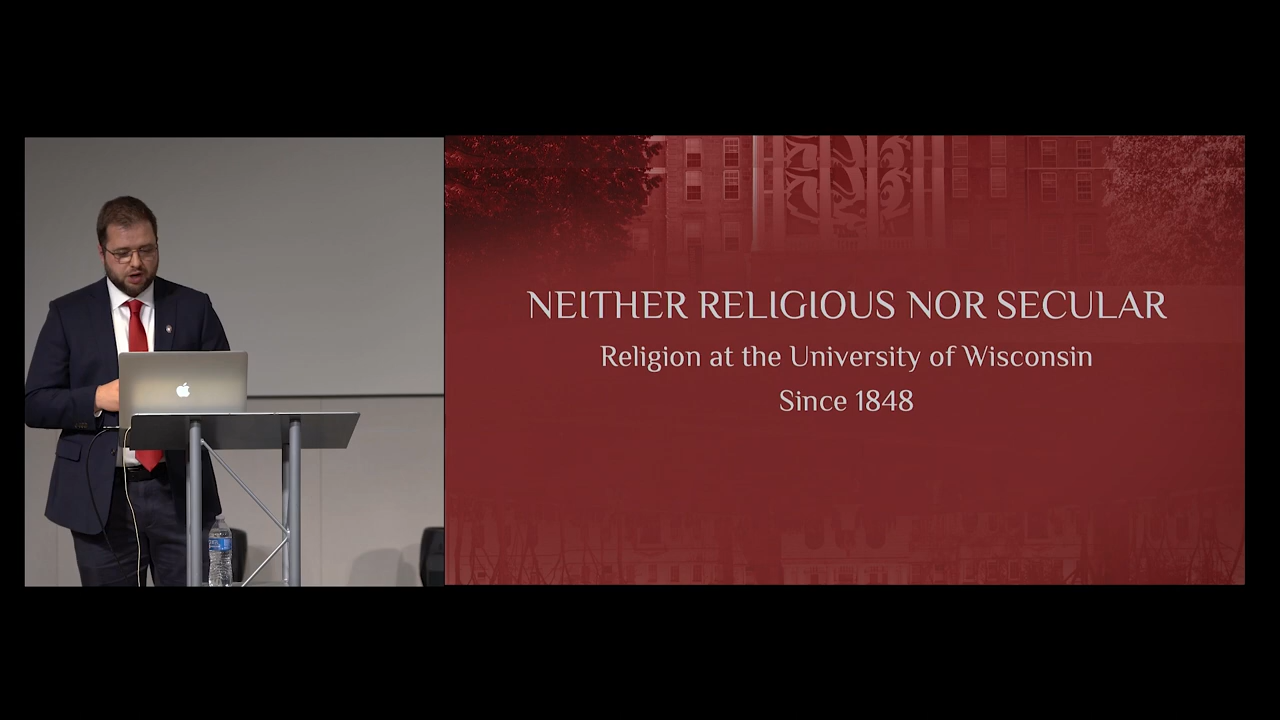 NEITHER RELIGIOUS NOR SECULAR
Religion at the University of Wisconsin
Since 1848